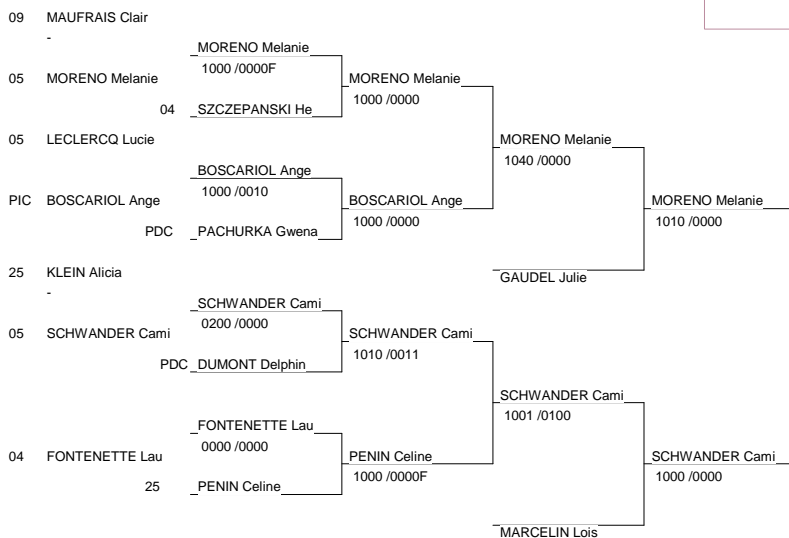 09 MAUFRAIS Clair
-
MORENO Melanie
1000 /0000F
05 MORENO Melanie
MORENO Melanie
1000 /0000
04 SZCZEPANSKI He
05 LECLERCQ Lucie
MORENO Melanie
1040 /0000
BOSCARIOL Ange
1000 /0010
PIC BOSCARIOL Ange
BOSCARIOL Ange
1000 /0000
MORENO Melanie
1010 /0000
PDC PACHURKA Gwena
25 KLEIN Alicia
-
GAUDEL Julie
SCHWANDER Cami
0200 /0000
05 SCHWANDER Cami
SCHWANDER Cami
1010 /0011
PDC DUMONT Delphin
SCHWANDER Cami
1001 /0100
FONTENETTE Lau
0000 /0000
04 FONTENETTE Lau
PENIN Celine
1000 /0000F
SCHWANDER Cami
1000 /0000
25 PENIN Celine
MARCELIN Lois